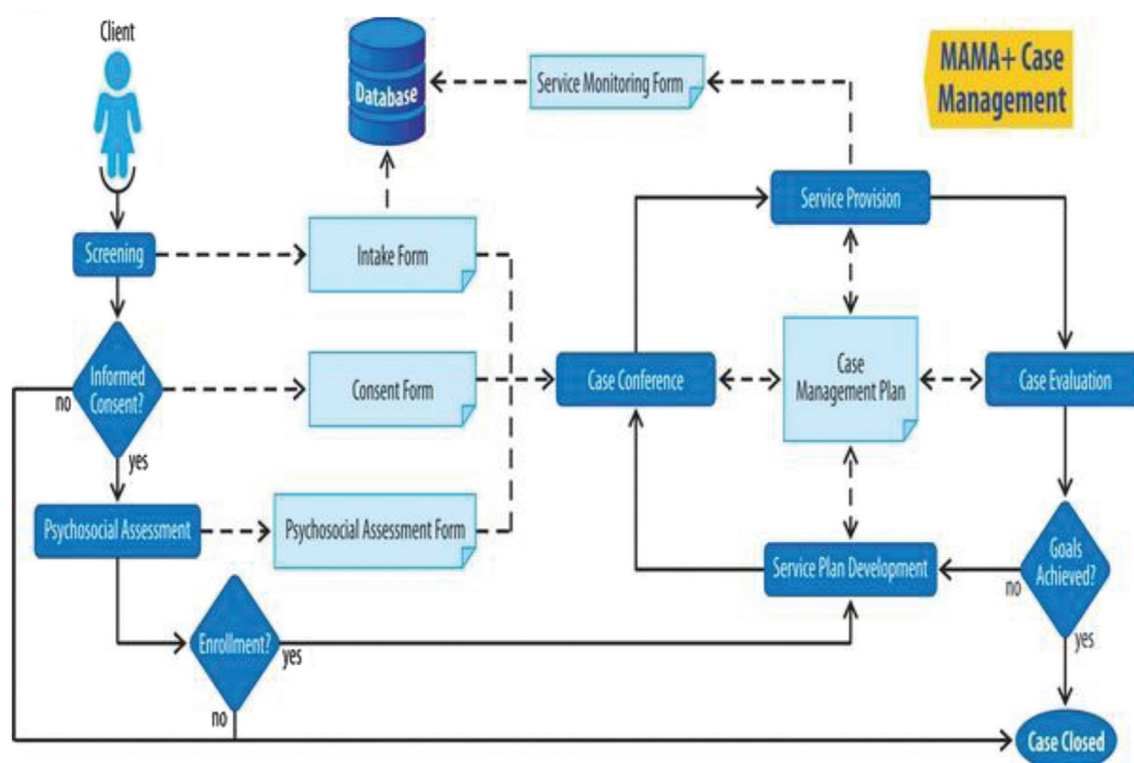 Client
Database
Service Monitoring Form
MAMA+ Case
Management
Service Provision
Screening
Intake Form
Informed
Consent?
no
yes
Consent Form
Case Conference
Case
Management Plan
Case Evaluation
Psychosocial Assessment
Psychosocial Assessment Form
Service Plan Development
Goals
Achieved?
no
yes
Enrollment?
yes
no
Case Closed